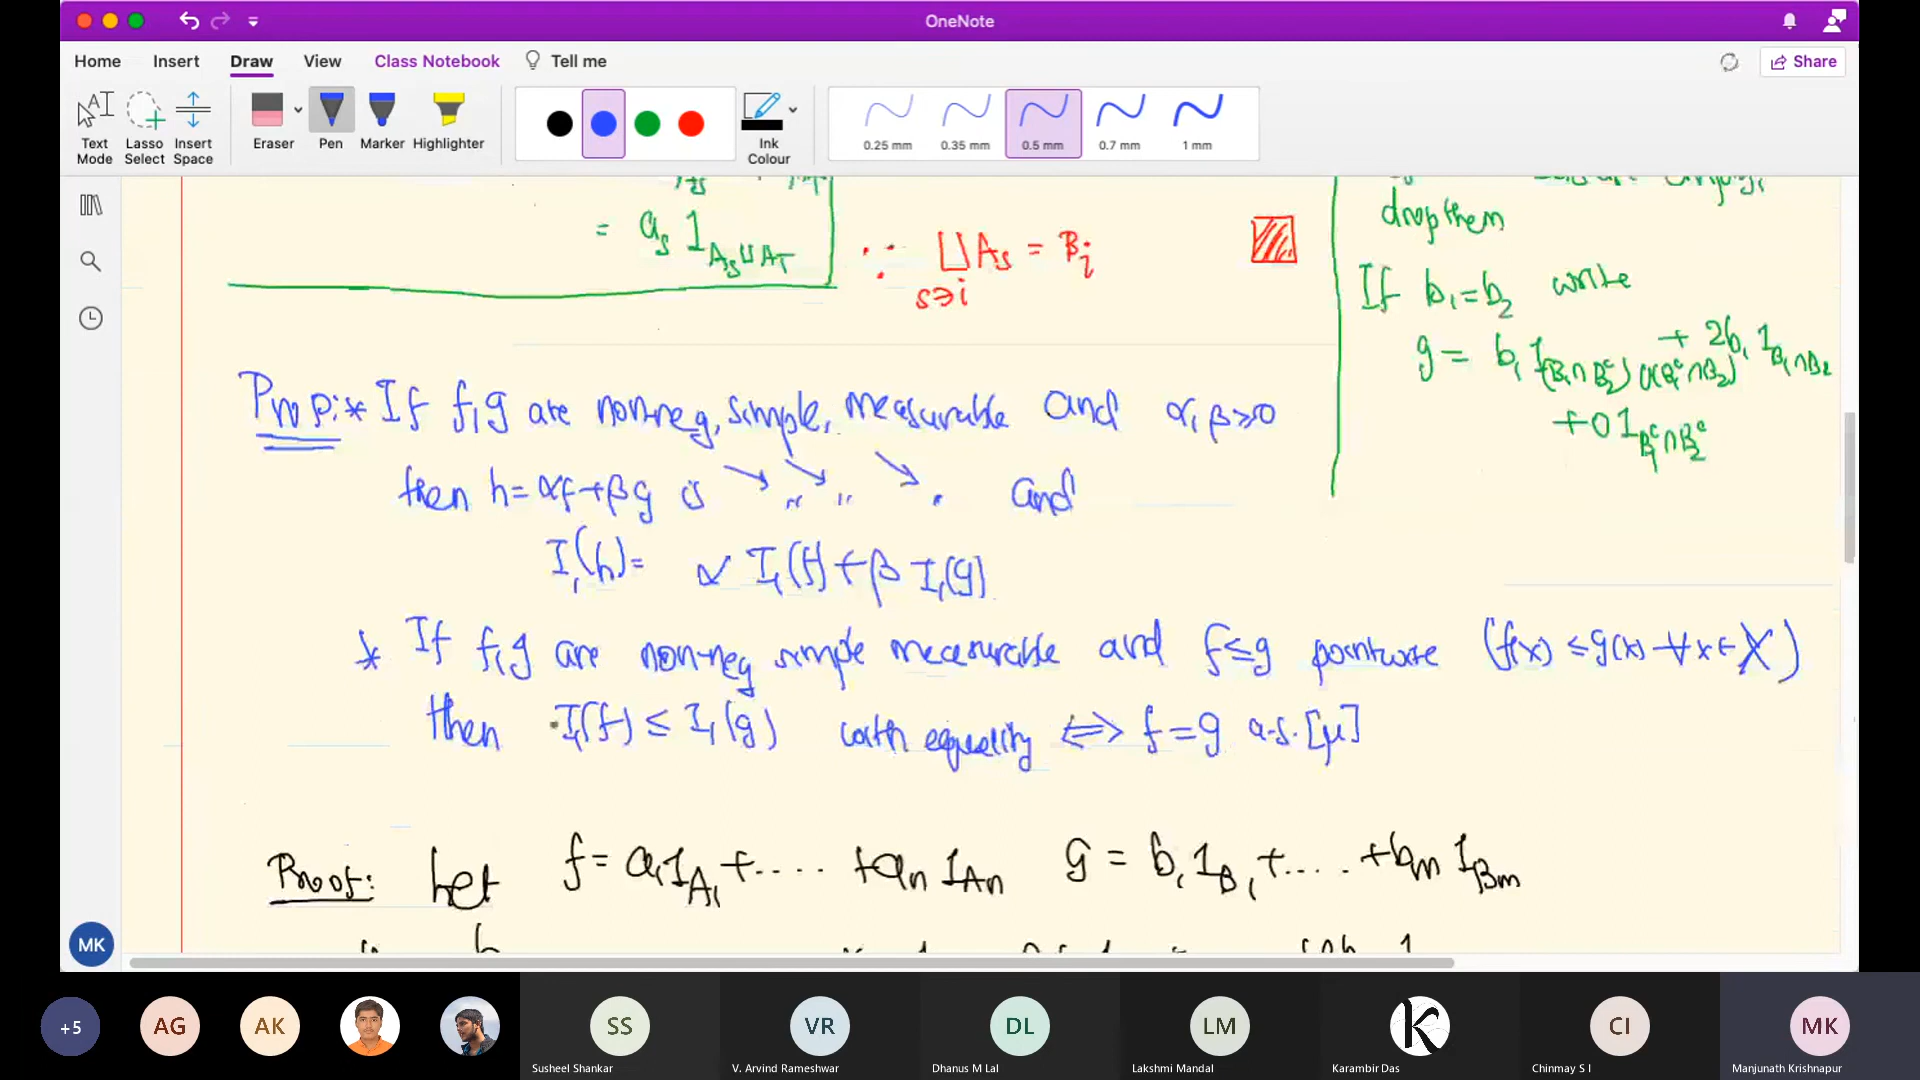 OneNote
Home Insert Draw View Class Notebook Tell me
Share
Text Mode
Lasso Select
Insert Space
Eraser
Pen
Marker
Highlighter
Ink Colour
0.25 mm
0.35 mm
0.5 mm
0.7 mm
1 mm
= a_s 1_{A_s ⊔ A_T}
∵ ⊔_{s∋i} A_s = B_i
drop them
If b_1=b_2 write
g = b_1 1_{(B_1∩B_2^c)∪(B_1^c∩B_2)} + 2b_1 1_{B_1∩B_2}
+ 0 1_{B_1^c∩B_2^c}
Prop: * If f, g are non-neg, simple, measurable and α, β ≥ 0
then h = αf + βg is ↘ " ↘ " ↘ " and
I_1(h) = α I_1(f) + β I_1(g)
* If f, g are non-neg simple measurable and f ≤ g pointwise (f(x) ≤ g(x) ∀ x ∈ X)
then I_1(f) ≤ I_1(g) with equality ⟺ f = g a.s. [μ]
Proof: Let f = a_1 1_{A_1} + .... + a_n 1_{A_n} g = b_1 1_{B_1} + .... + b_m 1_{B_m}
MK
+5
AG
AK
SS
Susheel Shankar
VR
V. Arvind Rameshwar
DL
Dhanus M Lal
LM
Lakshmi Mandal
K
Karambir Das
CI
Chinmay S I
MK
Manjunath Krishnapur